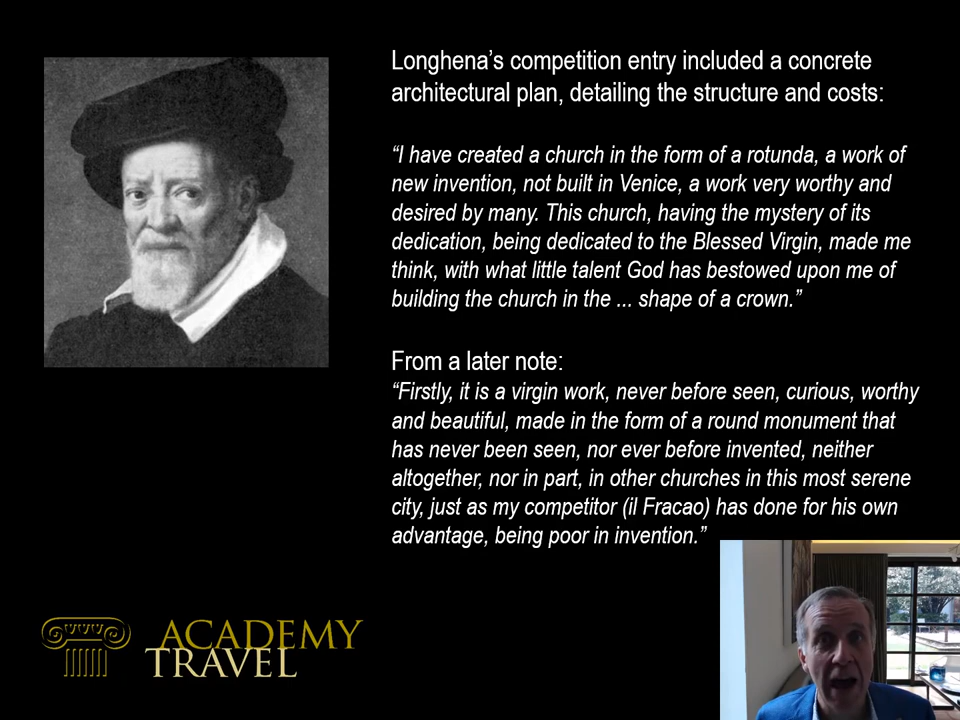 Longhena’s competition entry included a concrete
architectural plan, detailing the structure and costs:
“I have created a church in the form of a rotunda, a work of
new invention, not built in Venice, a work very worthy and
desired by many. This church, having the mystery of its
dedication, being dedicated to the Blessed Virgin, made me
think, with what little talent God has bestowed upon me of
building the church in the ... shape of a crown.”
From a later note:
“Firstly, it is a virgin work, never before seen, curious, worthy
and beautiful, made in the form of a round monument that
has never been seen, nor ever before invented, neither
altogether, nor in part, in other churches in this most serene
city, just as my competitor (il Fracao) has done for his own
advantage, being poor in invention.”
ACADEMY
TRAVEL